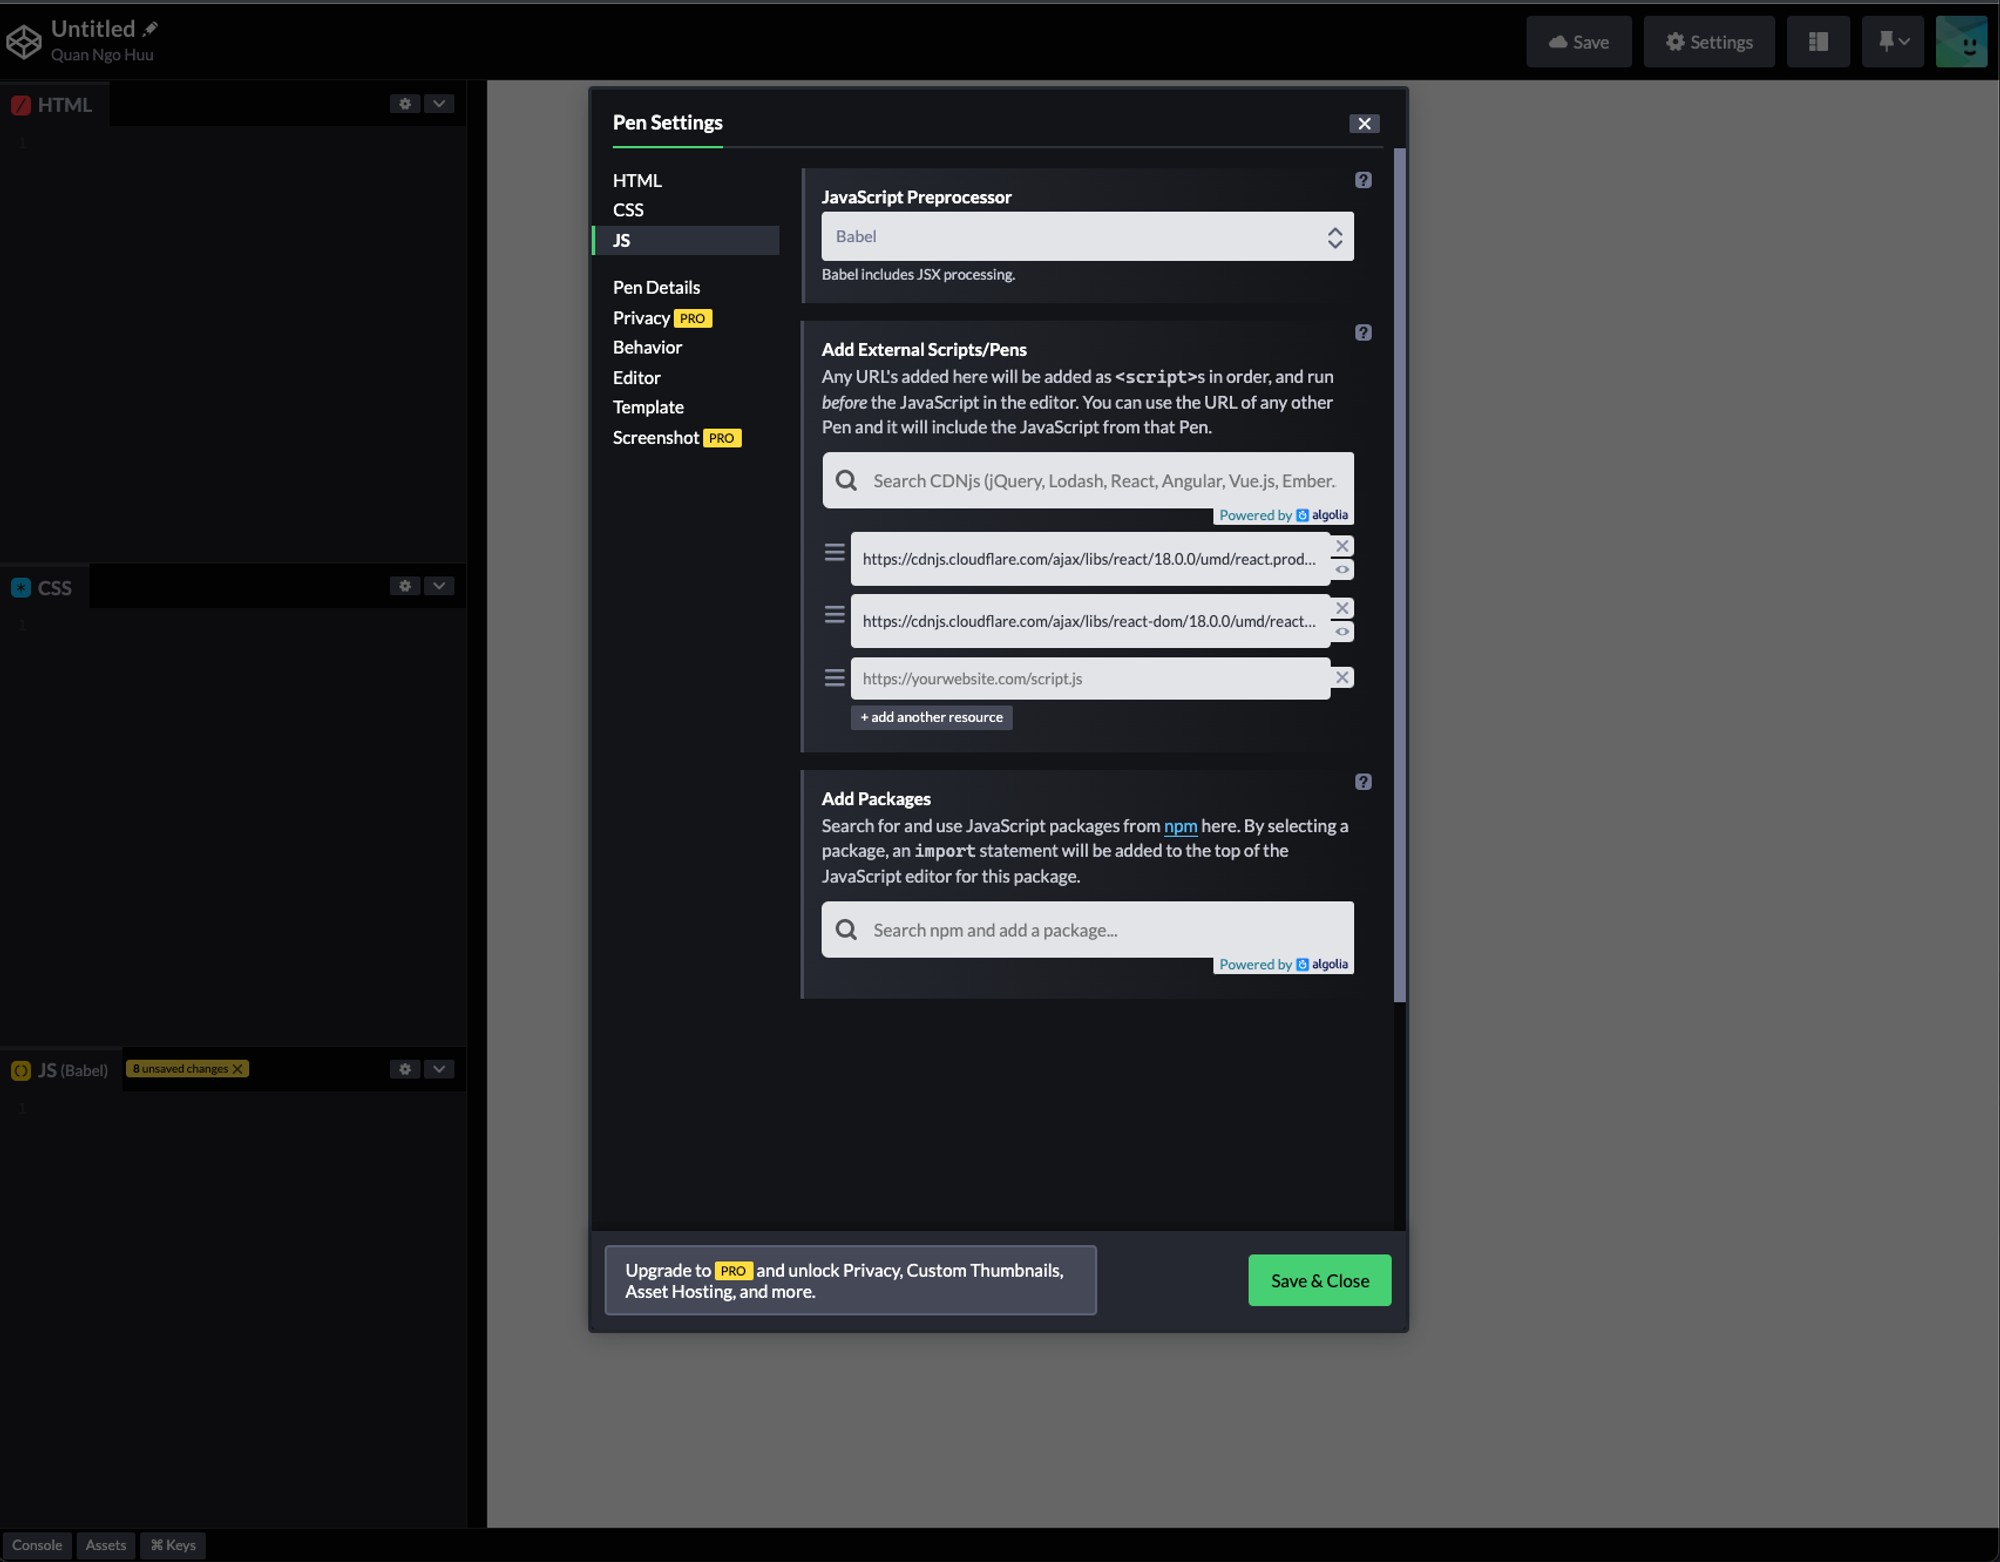 Untitled
Quan Ngo Huu
Save
Settings
HTML
1
CSS
1
JS (Babel)
8 unsaved changes
1
Pen Settings
HTML
CSS
JS
Pen Details
Privacy PRO
Behavior
Editor
Template
Screenshot PRO
?
JavaScript Preprocessor
Babel
Babel includes JSX processing.
?
Add External Scripts/Pens
Any URL's added here will be added as <script>s in order, and run
before the JavaScript in the editor. You can use the URL of any other
Pen and it will include the JavaScript from that Pen.
Search CDNjs (jQuery, Lodash, React, Angular, Vue.js, Ember.
Powered by algolia
https://cdnjs.cloudflare.com/ajax/libs/react/18.0.0/umd/react.prod...
https://cdnjs.cloudflare.com/ajax/libs/react-dom/18.0.0/umd/react...
https://yourwebsite.com/script.js
+ add another resource
?
Add Packages
Search for and use JavaScript packages from npm here. By selecting a
package, an import statement will be added to the top of the
JavaScript editor for this package.
Search npm and add a package...
Powered by algolia
Upgrade to PRO and unlock Privacy, Custom Thumbnails,
Asset Hosting, and more.
Save & Close
Console
Assets
⌘ Keys